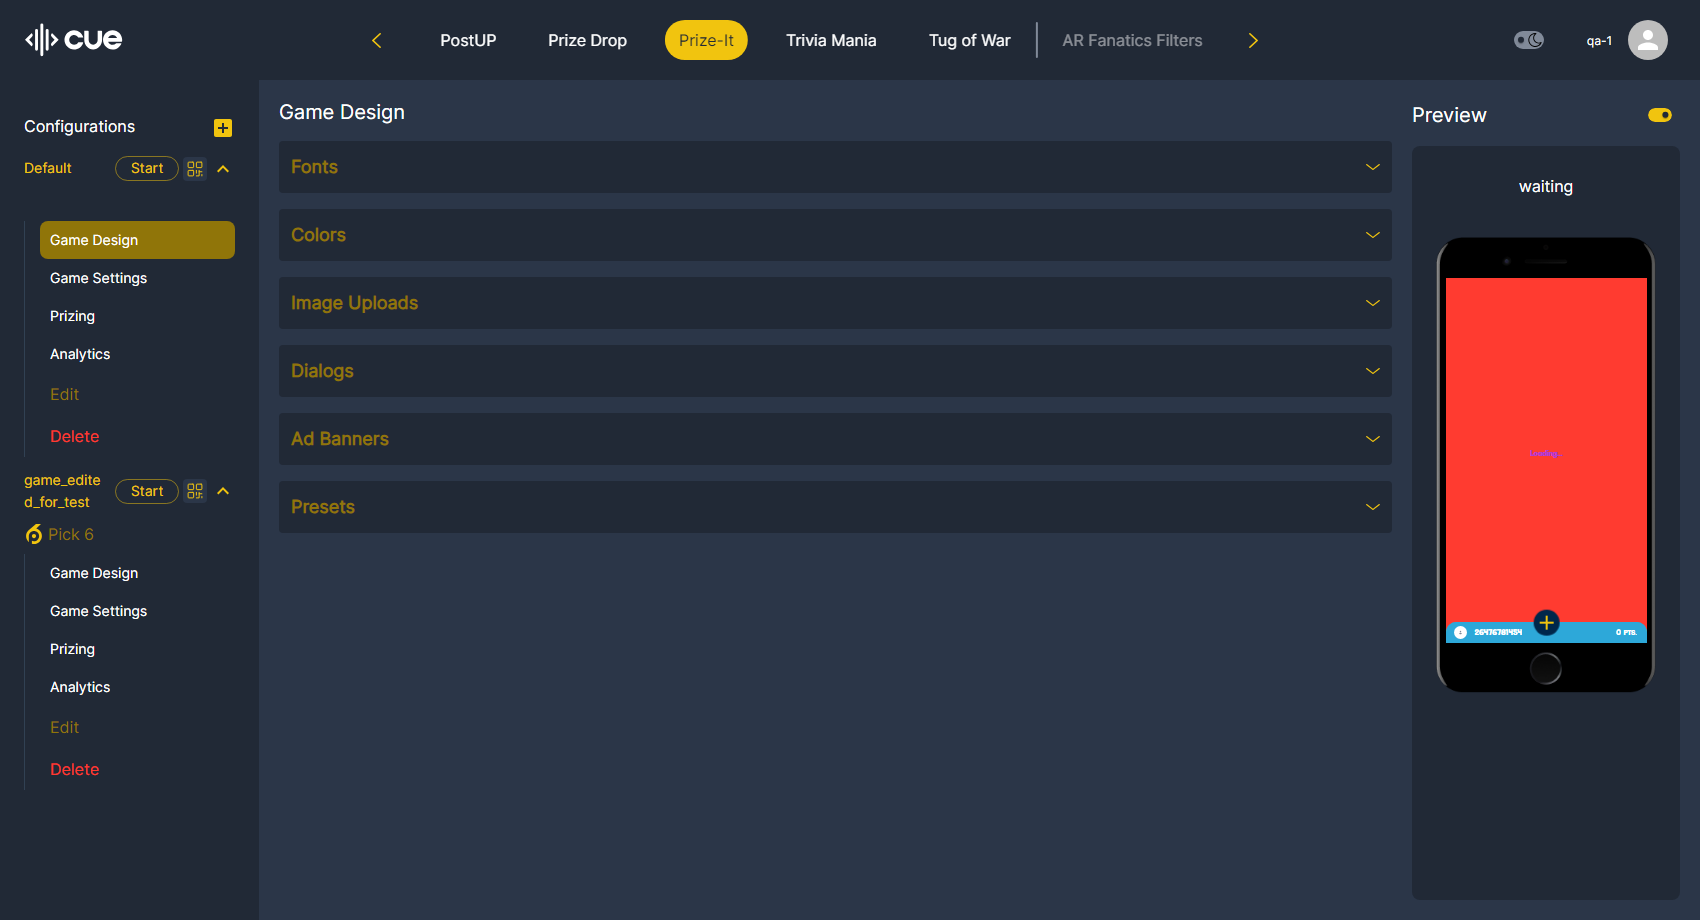 cue
PostUP
Prize Drop
Prize-It
Trivia Mania
Tug of War
AR Fanatics Filters
qa-1
Configurations
Default
Start
Game Design
Game Settings
Prizing
Analytics
Edit
Delete
game_edite
d_for_test
Start
Pick 6
Game Design
Game Settings
Prizing
Analytics
Edit
Delete
Game Design
Fonts
Colors
Image Uploads
Dialogs
Ad Banners
Presets
Preview
waiting
Loading
0 PTS.